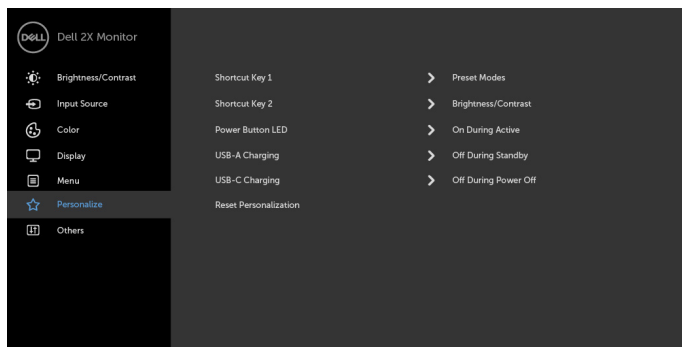 DELL Dell 2X Monitor
Brightness/Contrast
Input Source
Color
Display
Menu
Personalize
Others
Shortcut Key 1 Preset Modes
Shortcut Key 2 Brightness/Contrast
Power Button LED On During Active
USB-A Charging Off During Standby
USB-C Charging Off During Power Off
Reset Personalization